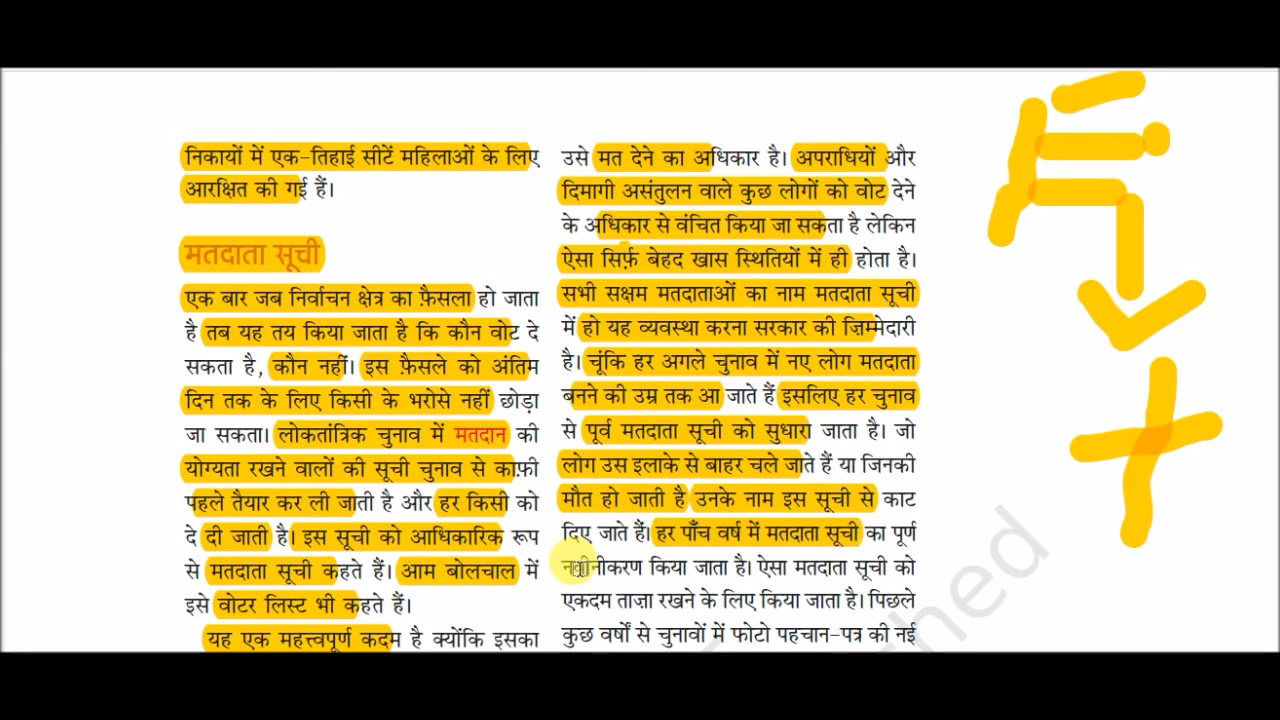 निकायों में एक-तिहाई सीटें महिलाओं के लिए
आरक्षित की गई हैं।
मतदाता सूची
एक बार जब निर्वाचन क्षेत्र का फ़ैसला हो जाता
है तब यह तय किया जाता है कि कौन वोट दे
सकता है, कौन नहीं। इस फ़ैसले को अंतिम
दिन तक के लिए किसी के भरोसे नहीं छोड़ा
जा सकता। लोकतांत्रिक चुनाव में मतदान की
योग्यता रखने वालों की सूची चुनाव से काफ़ी
पहले तैयार कर ली जाती है और हर किसी को
दे दी जाती है। इस सूची को आधिकारिक रूप
से मतदाता सूची कहते हैं। आम बोलचाल में
इसे वोटर लिस्ट भी कहते हैं।
यह एक महत्त्वपूर्ण कदम है क्योंकि इसका
उसे मत देने का अधिकार है। अपराधियों और
दिमागी असंतुलन वाले कुछ लोगों को वोट देने
के अधिकार से वंचित किया जा सकता है लेकिन
ऐसा सिर्फ़ बेहद खास स्थितियों में ही होता है।
सभी सक्षम मतदाताओं का नाम मतदाता सूची
में हो यह व्यवस्था करना सरकार की ज़िम्मेदारी
है। चूंकि हर अगले चुनाव में नए लोग मतदाता
बनने की उम्र तक आ जाते हैं इसलिए हर चुनाव
से पूर्व मतदाता सूची को सुधारा जाता है। जो
लोग उस इलाके से बाहर चले जाते हैं या जिनकी
मौत हो जाती है उनके नाम इस सूची से काट
दिए जाते हैं। हर पाँच वर्ष में मतदाता सूची का पूर्ण
नवीनीकरण किया जाता है। ऐसा मतदाता सूची को
एकदम ताज़ा रखने के लिए किया जाता है। पिछले
कुछ वर्षों से चुनावों में फोटो पहचान-पत्र की नई